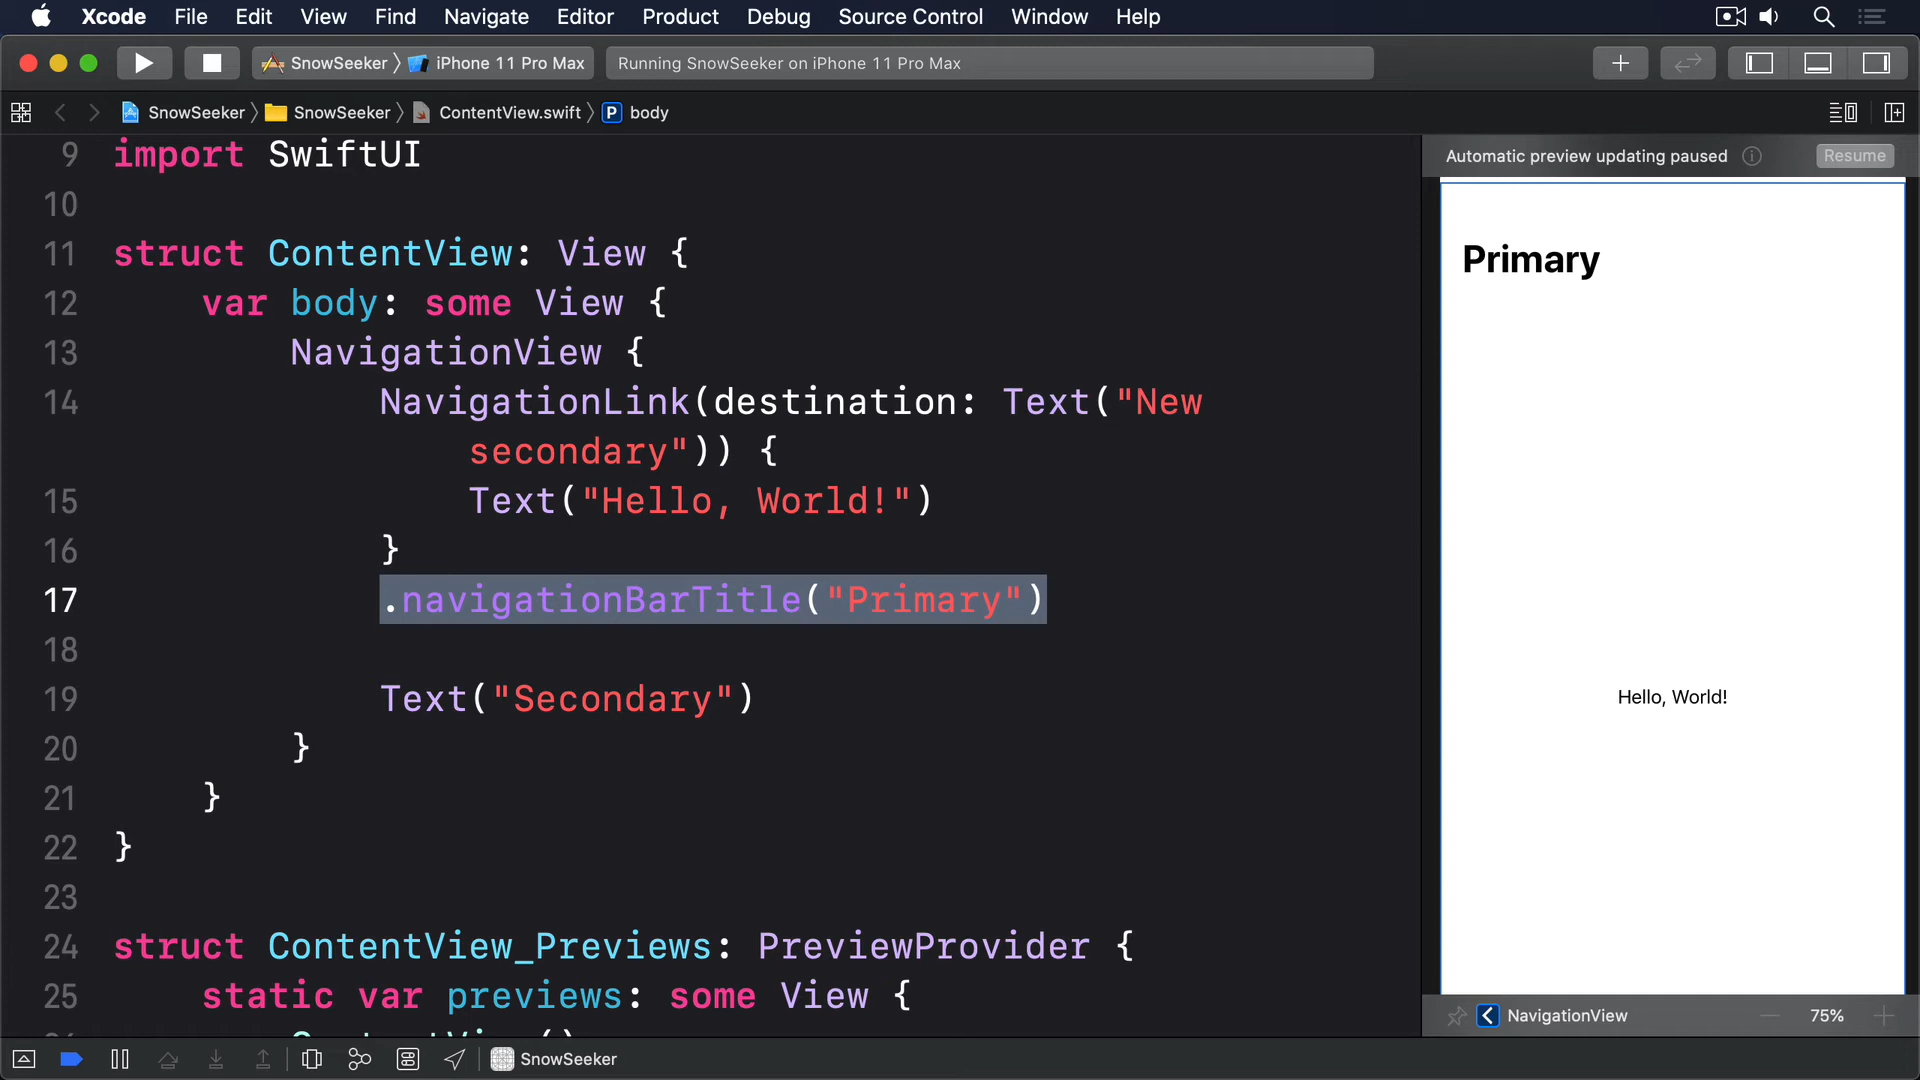 Xcode File Edit View Find Navigate Editor Product Debug Source Control Window Help
SnowSeeker iPhone 11 Pro Max Running SnowSeeker on iPhone 11 Pro Max
SnowSeeker SnowSeeker ContentView.swift P body
Automatic preview updating paused Resume
9 import SwiftUI
10
11 struct ContentView: View {
12 var body: some View {
13 NavigationView {
14 NavigationLink(destination: Text("New
secondary")) {
15 Text("Hello, World!")
16 }
17 .navigationBarTitle("Primary")
18
19 Text("Secondary")
20 }
21 }
22 }
23
24 struct ContentView_Previews: PreviewProvider {
25 static var previews: some View {
Primary
Hello, World!
NavigationView 75%
SnowSeeker